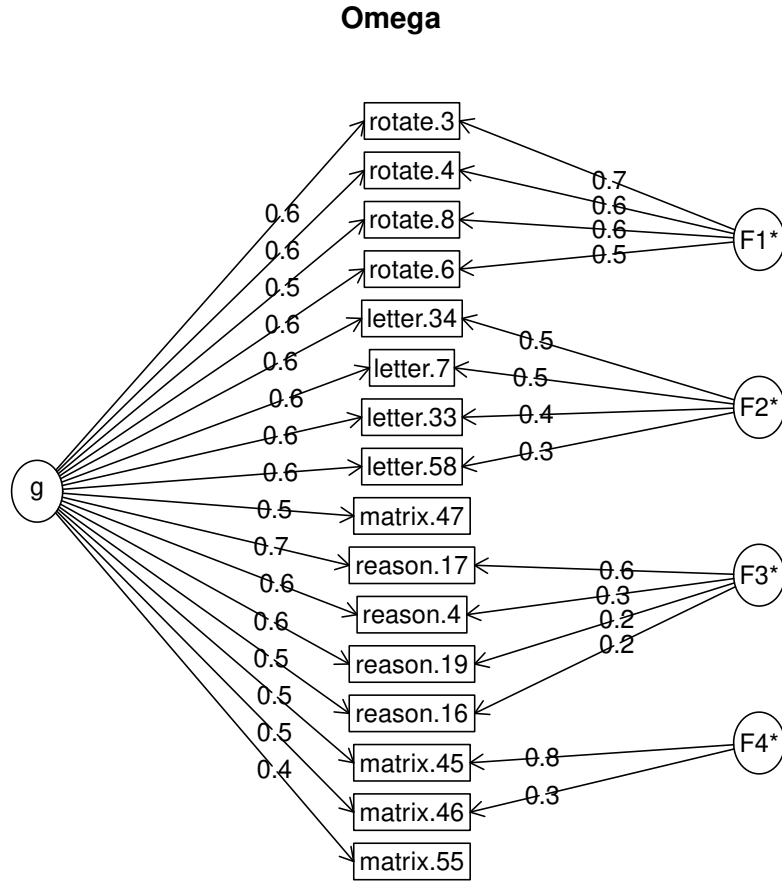 Omega
rotate.3
rotate.4
rotate.8
rotate.6
letter.34
letter.7
letter.33
letter.58
matrix.47
reason.17
reason.4
reason.19
reason.16
matrix.45
matrix.46
matrix.55
g
0.6
0.6
0.5
0.6
0.6
0.6
0.6
0.6
0.5
0.7
0.6
0.6
0.5
0.5
0.5
0.4
F1*
0.7
0.6
0.6
0.5
F2*
0.5
0.5
0.4
0.3
F3*
0.6
0.3
0.2
0.2
F4*
0.8
0.3